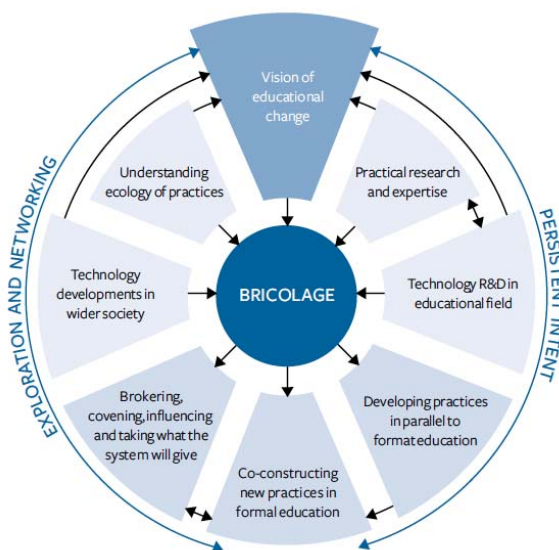 Vision of
educational
change
Understanding
ecology of practices
Practical research
and expertise
EXPLORATION AND NETWORKING
PERSISTENT INTENT
Technology
developments in
wider society
BRICOLAGE
Technology R&D in
educational field
Brokering,
covening, influencing
and taking what the
system will give
Developing practices
in parallel to
format education
Co-constructing
new practices in
formal education